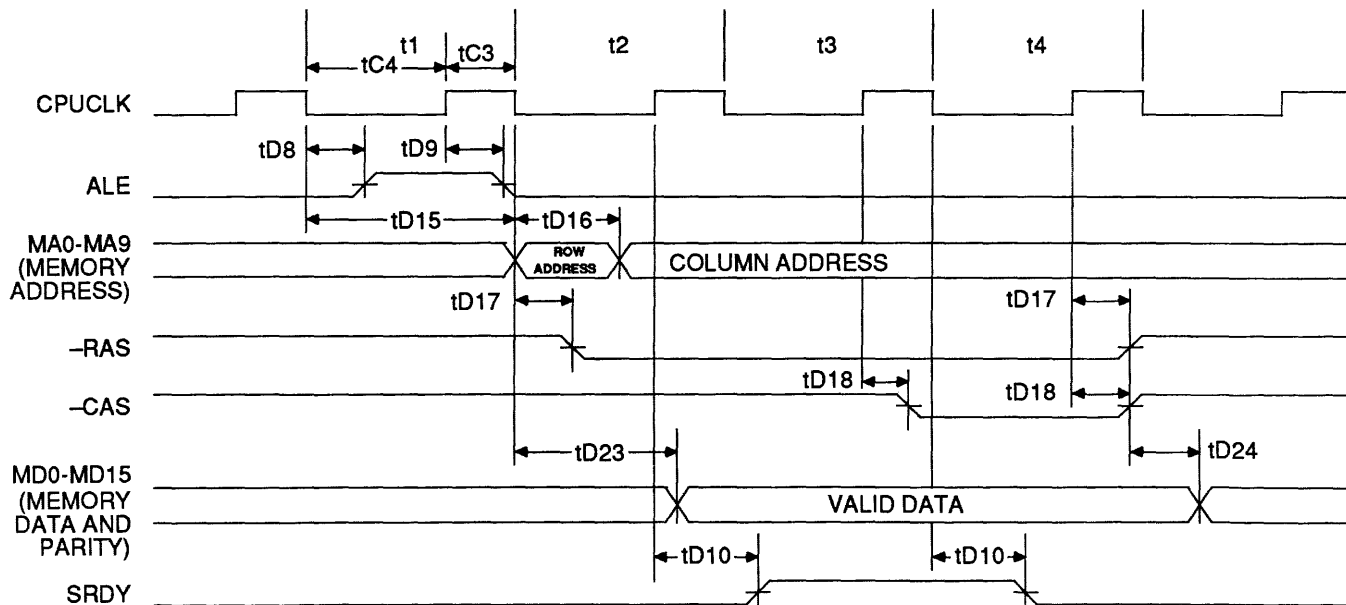 t1
t2
t3
t4
tC4
tC3
CPUCLK
tD8
tD9
ALE
tD15
tD16
MA0-MA9
(MEMORY
ADDRESS)
ROW
ADDRESS
COLUMN ADDRESS
tD17
tD17
–RAS
tD18
tD18
–CAS
tD23
tD24
MD0-MD15
(MEMORY
DATA AND
PARITY)
VALID DATA
tD10
tD10
SRDY